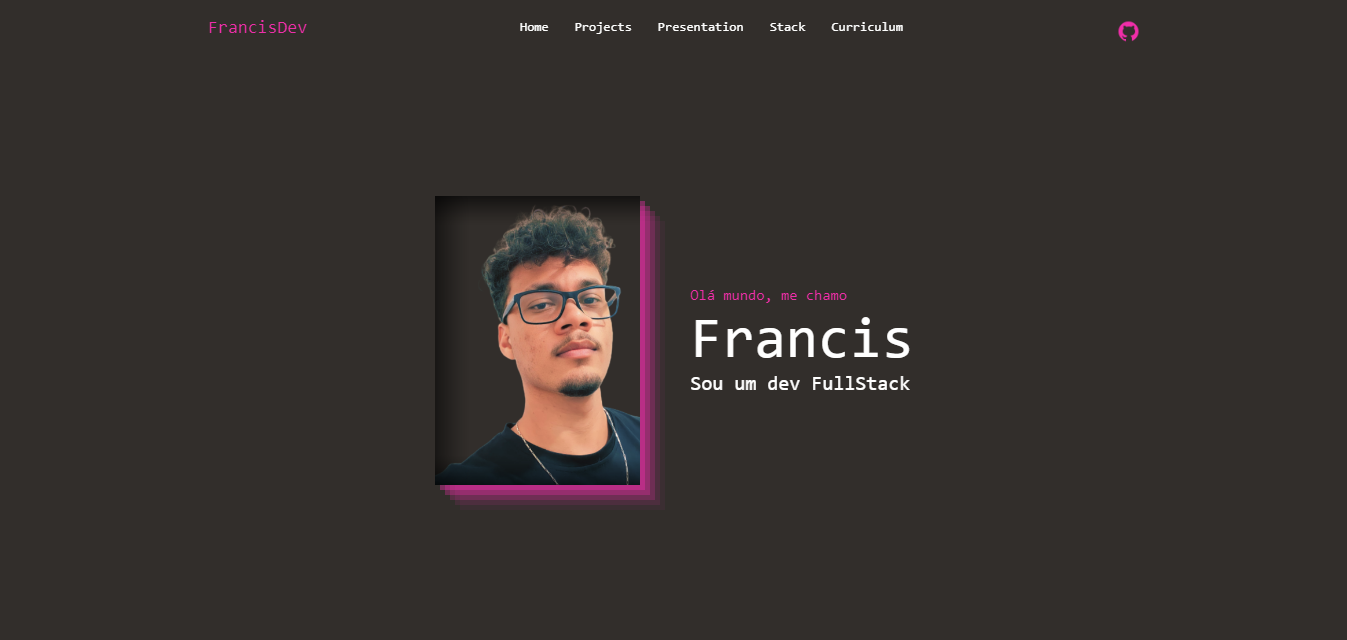 FrancisDev
Home Projects Presentation Stack Curriculum
Olá mundo, me chamo
Francis
Sou um dev FullStack